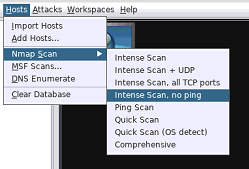 Hosts Attacks Workspaces Help
Import Hosts
Add Hosts...
Nmap Scan
MSF Scans...
DNS Enumerate
Clear Database
Intense Scan
Intense Scan + UDP
Intense Scan, all TCP ports
Intense Scan, no ping
Ping Scan
Quick Scan
Quick Scan (OS detect)
Comprehensive